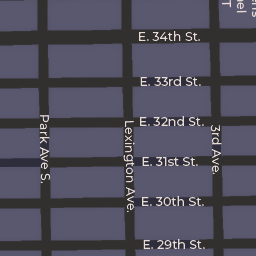 E. 34th St.
E. 33rd St.
E. 32nd St.
Park Ave S.
Lexington Ave.
3rd Ave.
E. 31st St.
E. 30th St.
E. 29th St.